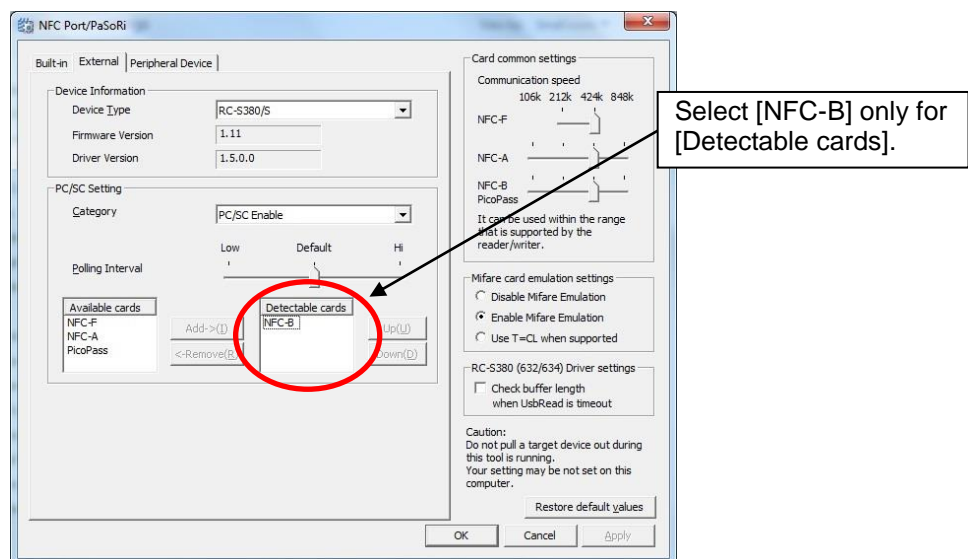 NFC Port/PaSoRi
Built-in External Peripheral Device
Device Information
Device Type RC-S380/S
Firmware Version 1.11
Driver Version 1.5.0.0
PC/SC Setting
Category PC/SC Enable
Low Default Hi
Polling Interval
Available cards
NFC-F
NFC-A
PicoPass
Add->(I)
<-Remove(R)
Detectable cards
NFC-B
Up(U)
Down(D)
Card common settings
Communication speed
106k 212k 424k 848k
NFC-F
NFC-A
NFC-B
PicoPass
It can be used within the range
that is supported by the
reader/writer.
Mifare card emulation settings
Disable Mifare Emulation
Enable Mifare Emulation
Use T=CL when supported
RC-S380 (632/634) Driver settings
Check buffer length
when UsbRead is timeout
Caution:
Do not pull a target device out during
this tool is running.
Your setting may be not set on this
computer.
Restore default values
OK Cancel Apply
Select [NFC-B] only for
[Detectable cards].